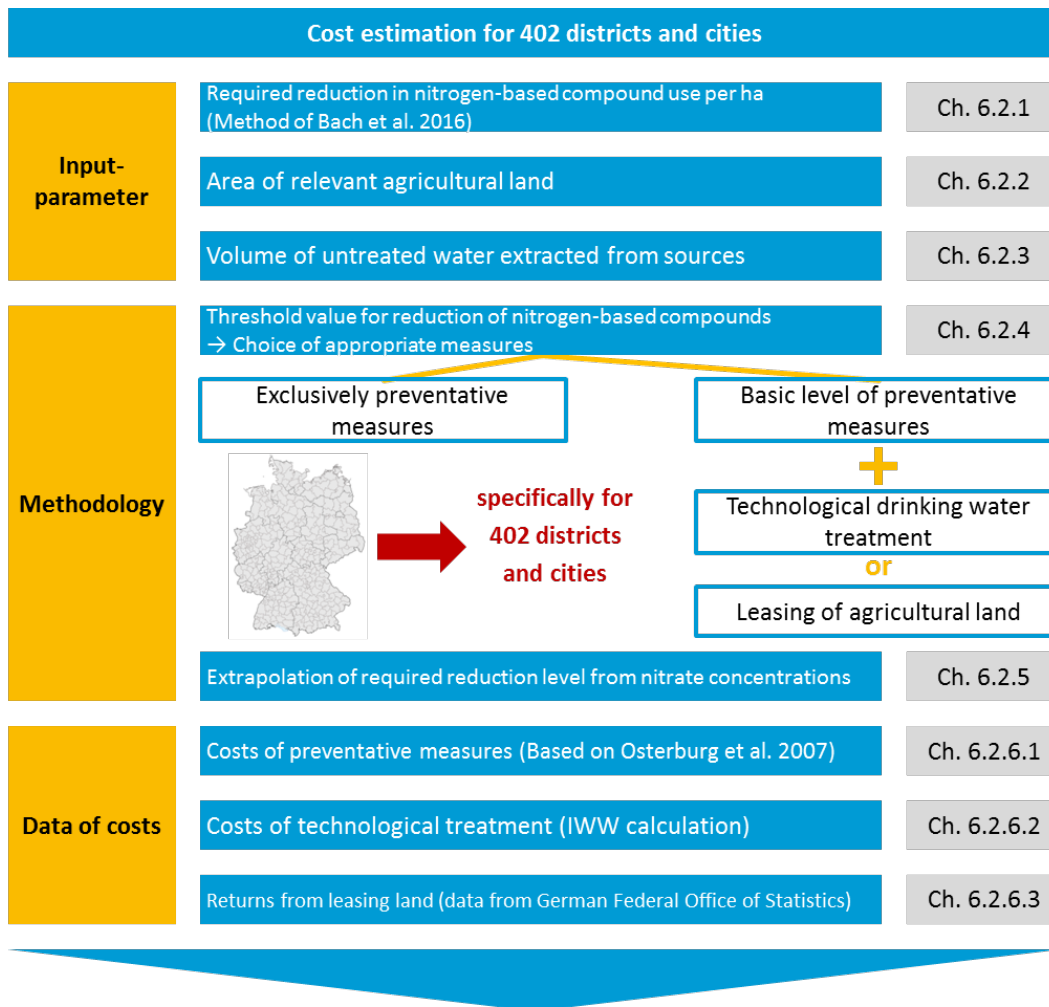 Cost estimation for 402 districts and cities
Input-
parameter
Required reduction in nitrogen-based compound use per ha
(Method of Bach et al. 2016)
Ch. 6.2.1
Area of relevant agricultural land
Ch. 6.2.2
Volume of untreated water extracted from sources
Ch. 6.2.3
Methodology
Threshold value for reduction of nitrogen-based compounds
→ Choice of appropriate measures
Ch. 6.2.4
Exclusively preventative
measures
Basic level of preventative
measures
+
specifically for
402 districts
and cities
Technological drinking water
treatment
or
Leasing of agricultural land
Extrapolation of required reduction level from nitrate concentrations
Ch. 6.2.5
Data of costs
Costs of preventative measures (Based on Osterburg et al. 2007)
Ch. 6.2.6.1
Costs of technological treatment (IWW calculation)
Ch. 6.2.6.2
Returns from leasing land (data from German Federal Office of Statistics)
Ch. 6.2.6.3